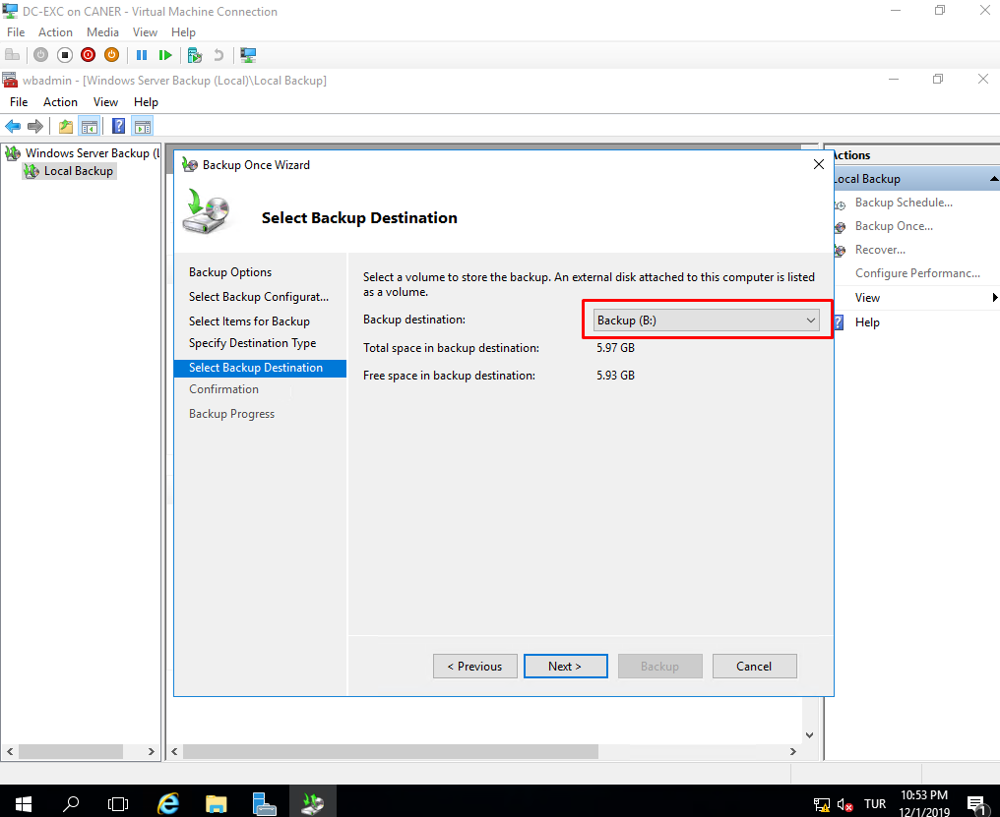 DC-EXC on CANER - Virtual Machine Connection
File Action Media View Help
wbadmin - [Windows Server Backup (Local)\Local Backup]
File Action View Help
Windows Server Backup (L
Local Backup
Backup Once Wizard
Select Backup Destination
Backup Options
Select Backup Configurat...
Select Items for Backup
Specify Destination Type
Select Backup Destination
Confirmation
Backup Progress
Select a volume to store the backup. An external disk attached to this computer is listed
as a volume.
Backup destination: Backup (B:)
Total space in backup destination: 5.97 GB
Free space in backup destination: 5.93 GB
< Previous Next > Backup Cancel
Actions
Local Backup
Backup Schedule...
Backup Once...
Recover...
Configure Performanc...
View
Help
TUR
10:53 PM
12/1/2019
1